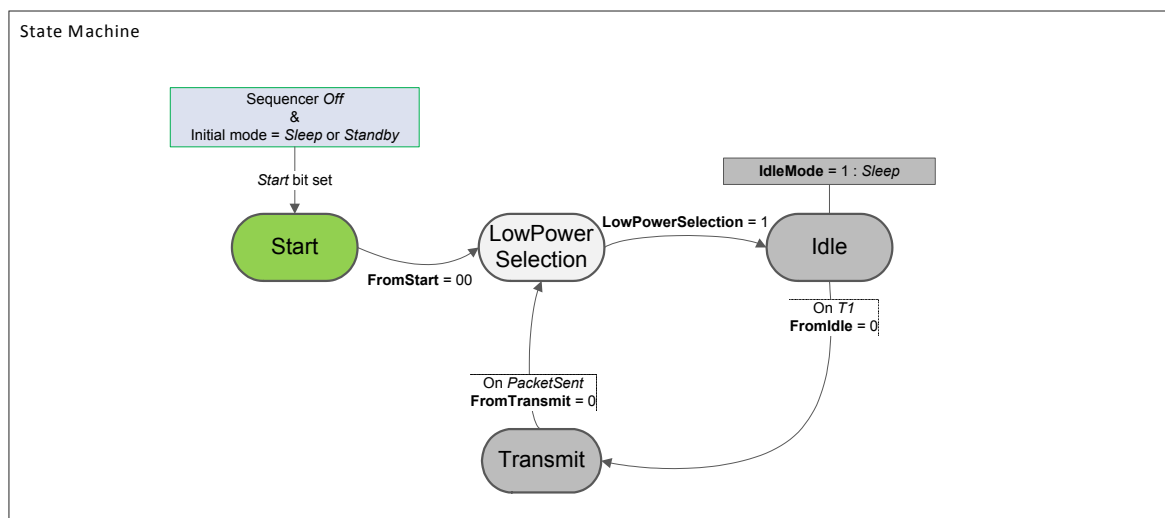 State Machine
Sequencer Off
&
Initial mode = Sleep or Standby
Start bit set
IdleMode = 1 : Sleep
Start
FromStart = 00
LowPower
Selection
LowPowerSelection = 1
Idle
On T1
FromIdle = 0
On PacketSent
FromTransmit = 0
Transmit